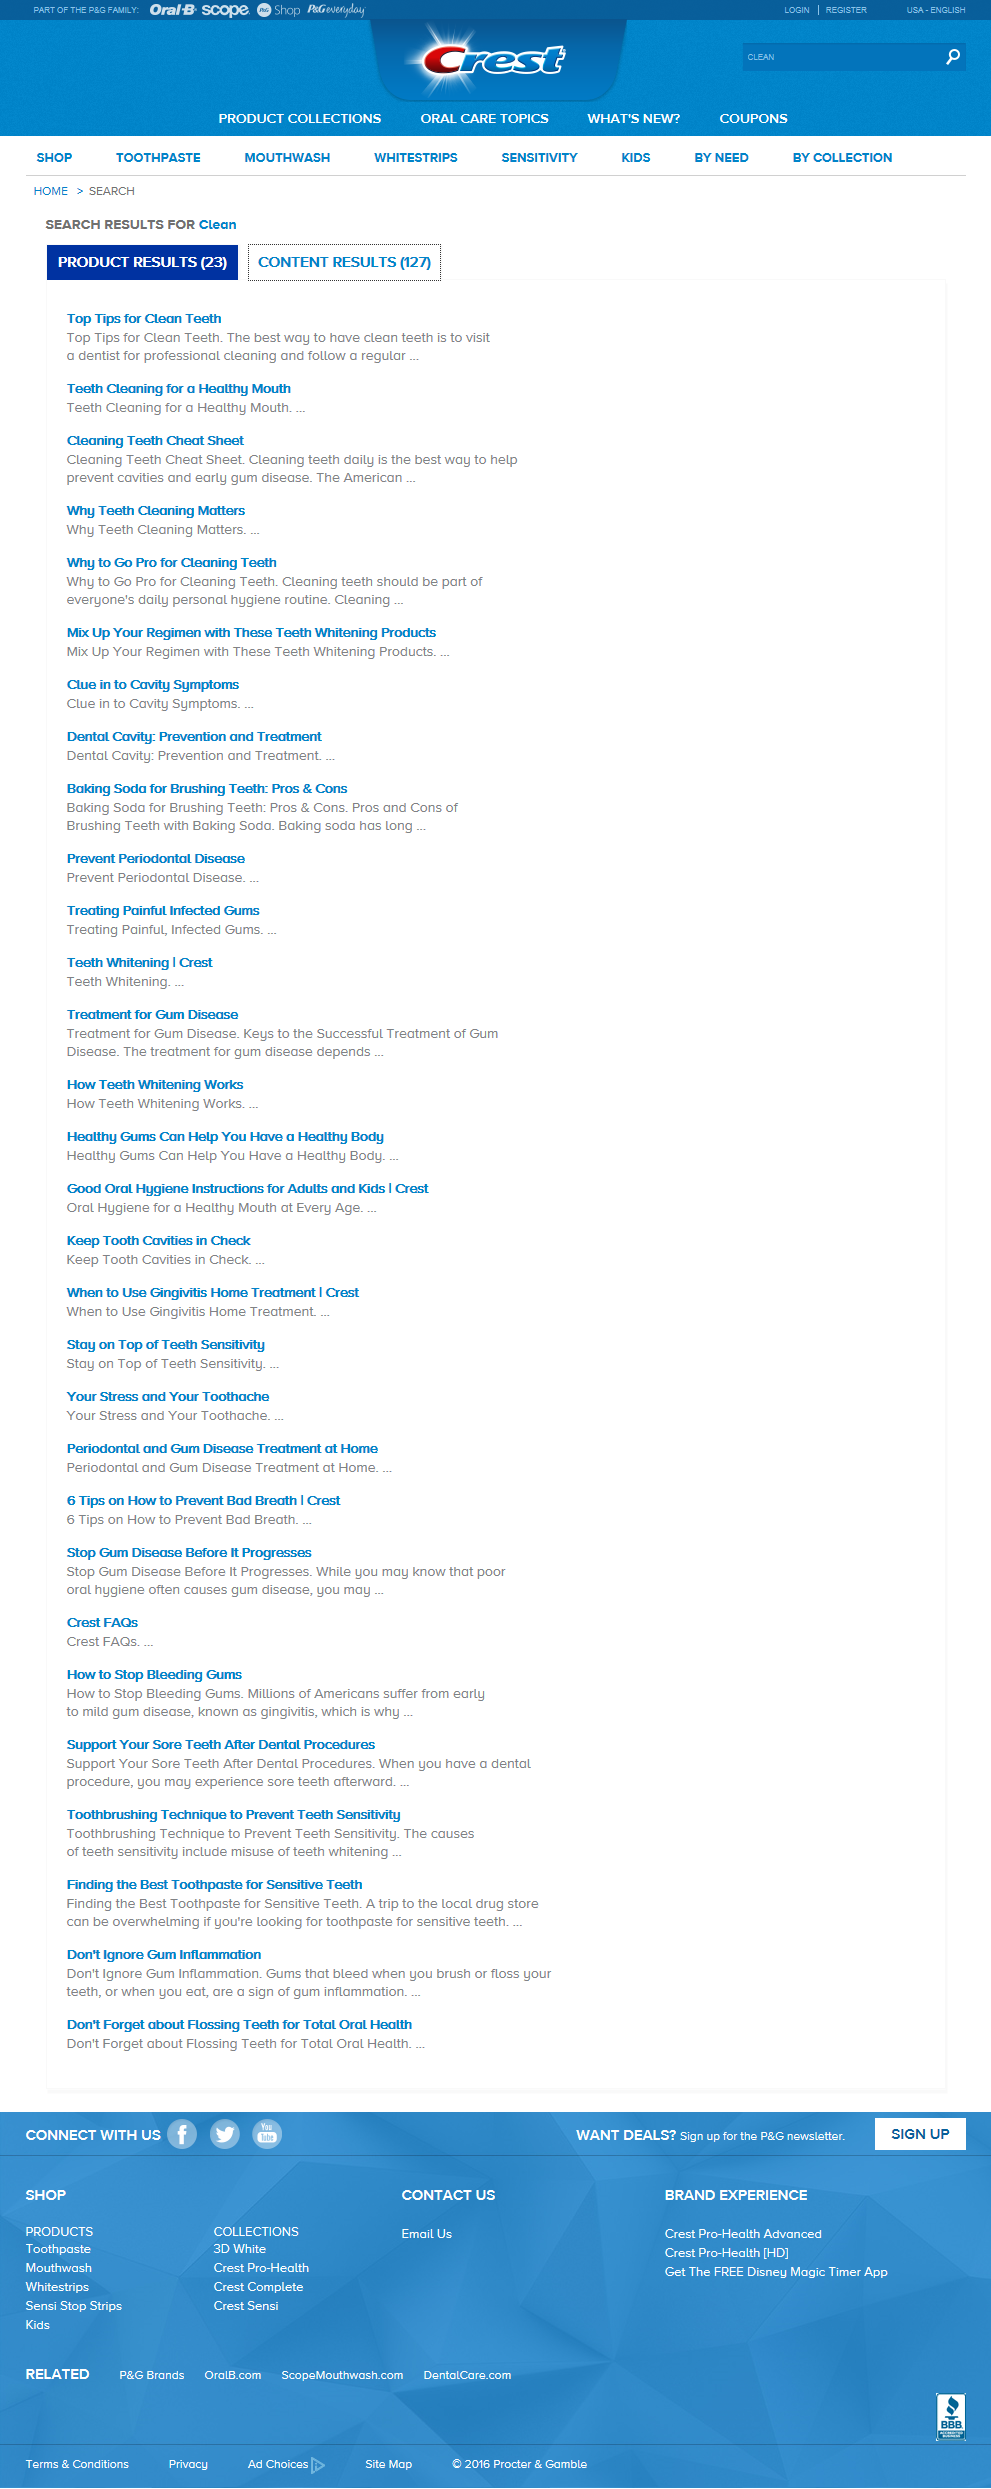 PART OF THE P&G FAMILY: Oral-B scope. P&G Shop P&Geveryday
LOGIN | REGISTER USA - ENGLISH
Crest
CLEAN
PRODUCT COLLECTIONS ORAL CARE TOPICS WHAT'S NEW? COUPONS
SHOP TOOTHPASTE MOUTHWASH WHITESTRIPS SENSITIVITY KIDS BY NEED BY COLLECTION
HOME > SEARCH
SEARCH RESULTS FOR Clean
PRODUCT RESULTS (23) CONTENT RESULTS (127)
Top Tips for Clean Teeth
Top Tips for Clean Teeth. The best way to have clean teeth is to visit
a dentist for professional cleaning and follow a regular ...
Teeth Cleaning for a Healthy Mouth
Teeth Cleaning for a Healthy Mouth. ...
Cleaning Teeth Cheat Sheet
Cleaning Teeth Cheat Sheet. Cleaning teeth daily is the best way to help
prevent cavities and early gum disease. The American ...
Why Teeth Cleaning Matters
Why Teeth Cleaning Matters. ...
Why to Go Pro for Cleaning Teeth
Why to Go Pro for Cleaning Teeth. Cleaning teeth should be part of
everyone's daily personal hygiene routine. Cleaning ...
Mix Up Your Regimen with These Teeth Whitening Products
Mix Up Your Regimen with These Teeth Whitening Products. ...
Clue in to Cavity Symptoms
Clue in to Cavity Symptoms. ...
Dental Cavity: Prevention and Treatment
Dental Cavity: Prevention and Treatment. ...
Baking Soda for Brushing Teeth: Pros & Cons
Baking Soda for Brushing Teeth: Pros & Cons. Pros and Cons of
Brushing Teeth with Baking Soda. Baking soda has long ...
Prevent Periodontal Disease
Prevent Periodontal Disease. ...
Treating Painful Infected Gums
Treating Painful, Infected Gums. ...
Teeth Whitening | Crest
Teeth Whitening. ...
Treatment for Gum Disease
Treatment for Gum Disease. Keys to the Successful Treatment of Gum
Disease. The treatment for gum disease depends ...
How Teeth Whitening Works
How Teeth Whitening Works. ...
Healthy Gums Can Help You Have a Healthy Body
Healthy Gums Can Help You Have a Healthy Body. ...
Good Oral Hygiene Instructions for Adults and Kids | Crest
Oral Hygiene for a Healthy Mouth at Every Age. ...
Keep Tooth Cavities in Check
Keep Tooth Cavities in Check. ...
When to Use Gingivitis Home Treatment | Crest
When to Use Gingivitis Home Treatment. ...
Stay on Top of Teeth Sensitivity
Stay on Top of Teeth Sensitivity. ...
Your Stress and Your Toothache
Your Stress and Your Toothache. ...
Periodontal and Gum Disease Treatment at Home
Periodontal and Gum Disease Treatment at Home. ...
6 Tips on How to Prevent Bad Breath | Crest
6 Tips on How to Prevent Bad Breath. ...
Stop Gum Disease Before It Progresses
Stop Gum Disease Before It Progresses. While you may know that poor
oral hygiene often causes gum disease, you may ...
Crest FAQs
Crest FAQs. ...
How to Stop Bleeding Gums
How to Stop Bleeding Gums. Millions of Americans suffer from early
to mild gum disease, known as gingivitis, which is why ...
Support Your Sore Teeth After Dental Procedures
Support Your Sore Teeth After Dental Procedures. When you have a dental
procedure, you may experience sore teeth afterward. ...
Toothbrushing Technique to Prevent Teeth Sensitivity
Toothbrushing Technique to Prevent Teeth Sensitivity. The causes
of teeth sensitivity include misuse of teeth whitening ...
Finding the Best Toothpaste for Sensitive Teeth
Finding the Best Toothpaste for Sensitive Teeth. A trip to the local drug store
can be overwhelming if you're looking for toothpaste for sensitive teeth. ...
Don't Ignore Gum Inflammation
Don't Ignore Gum Inflammation. Gums that bleed when you brush or floss your
teeth, or when you eat, are a sign of gum inflammation. ...
Don't Forget about Flossing Teeth for Total Oral Health
Don't Forget about Flossing Teeth for Total Oral Health. ...
CONNECT WITH US f You Tube WANT DEALS? Sign up for the P&G newsletter. SIGN UP
SHOP
PRODUCTS
Toothpaste
Mouthwash
Whitestrips
Sensi Stop Strips
Kids
COLLECTIONS
3D White
Crest Pro-Health
Crest Complete
Crest Sensi
CONTACT US
Email Us
BRAND EXPERIENCE
Crest Pro-Health Advanced
Crest Pro-Health [HD]
Get The FREE Disney Magic Timer App
RELATED P&G Brands OralB.com ScopeMouthwash.com DentalCare.com
BBB
ACCREDITED
BUSINESS
Terms & Conditions Privacy Ad Choices Site Map © 2016 Procter & Gamble